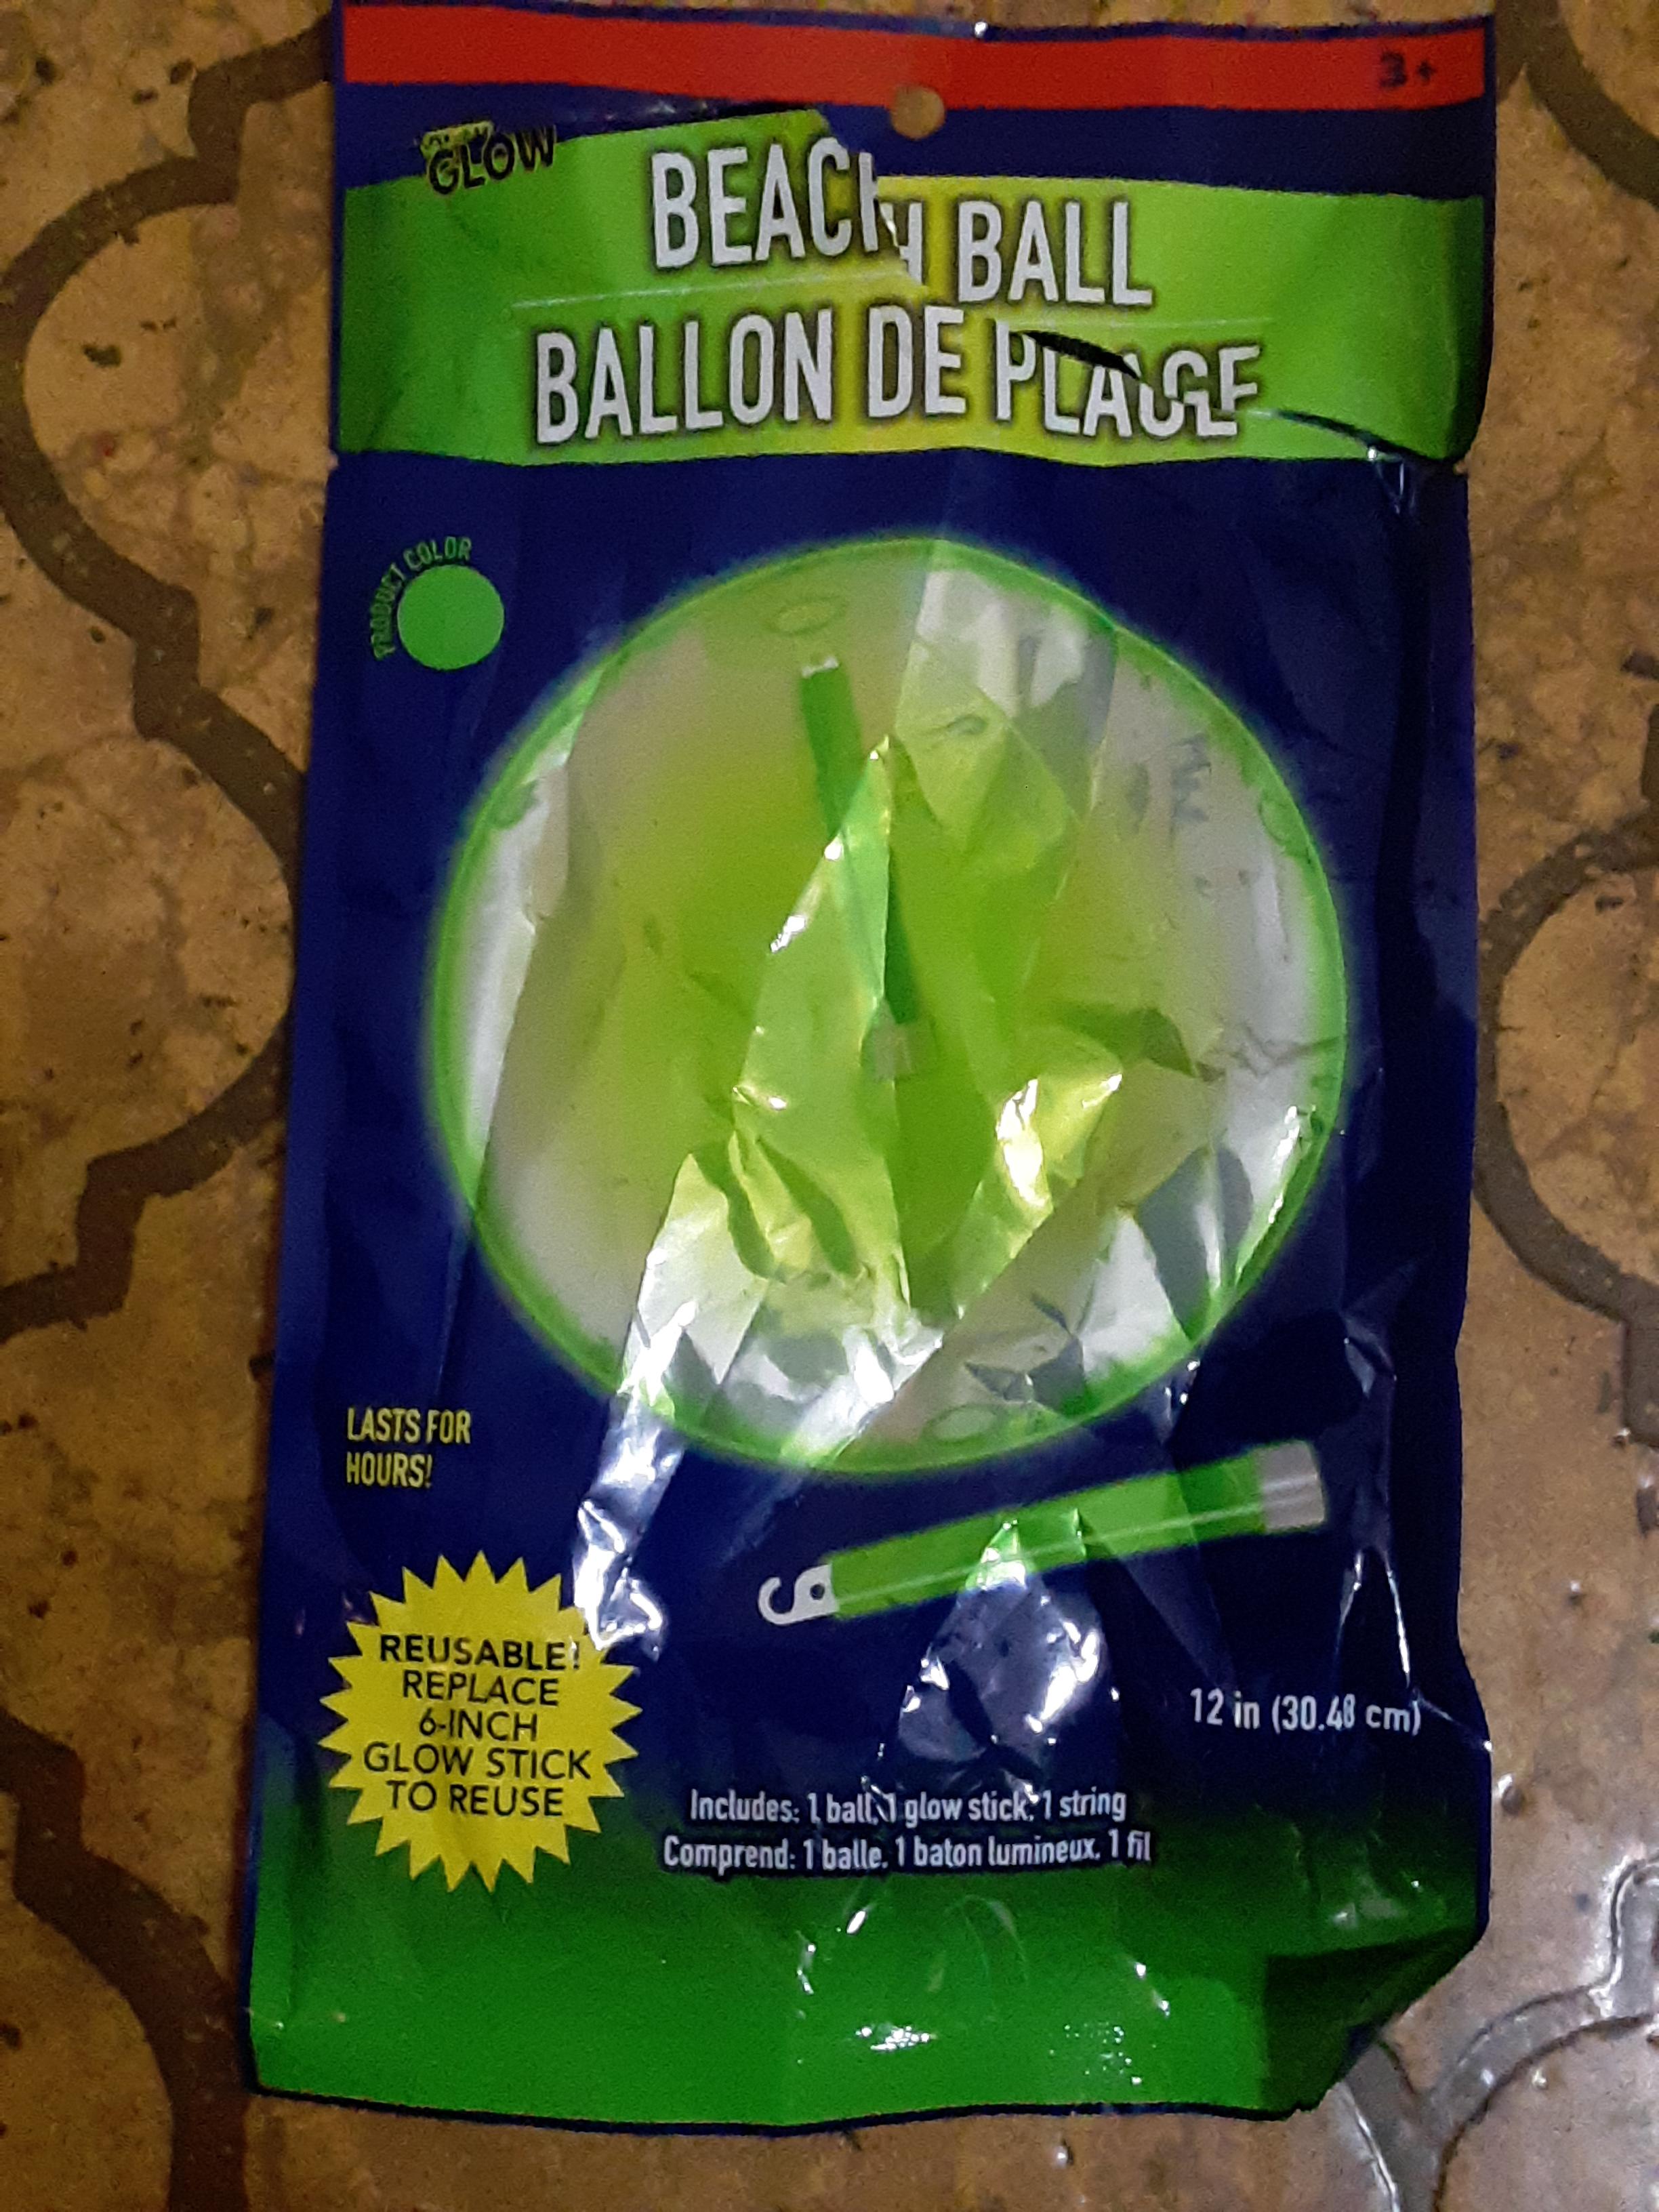 3+
GLOW
BEACH BALL
BALLON DE PLAGE
PRODUCT COLOR
LASTS FOR
HOURS!
REUSABLE!
REPLACE
6-INCH
GLOW STICK
TO REUSE
12 in (30.48 cm)
Includes: 1 ball, 1 glow stick, 1 string
Comprend: 1 balle, 1 baton lumineux, 1 fil